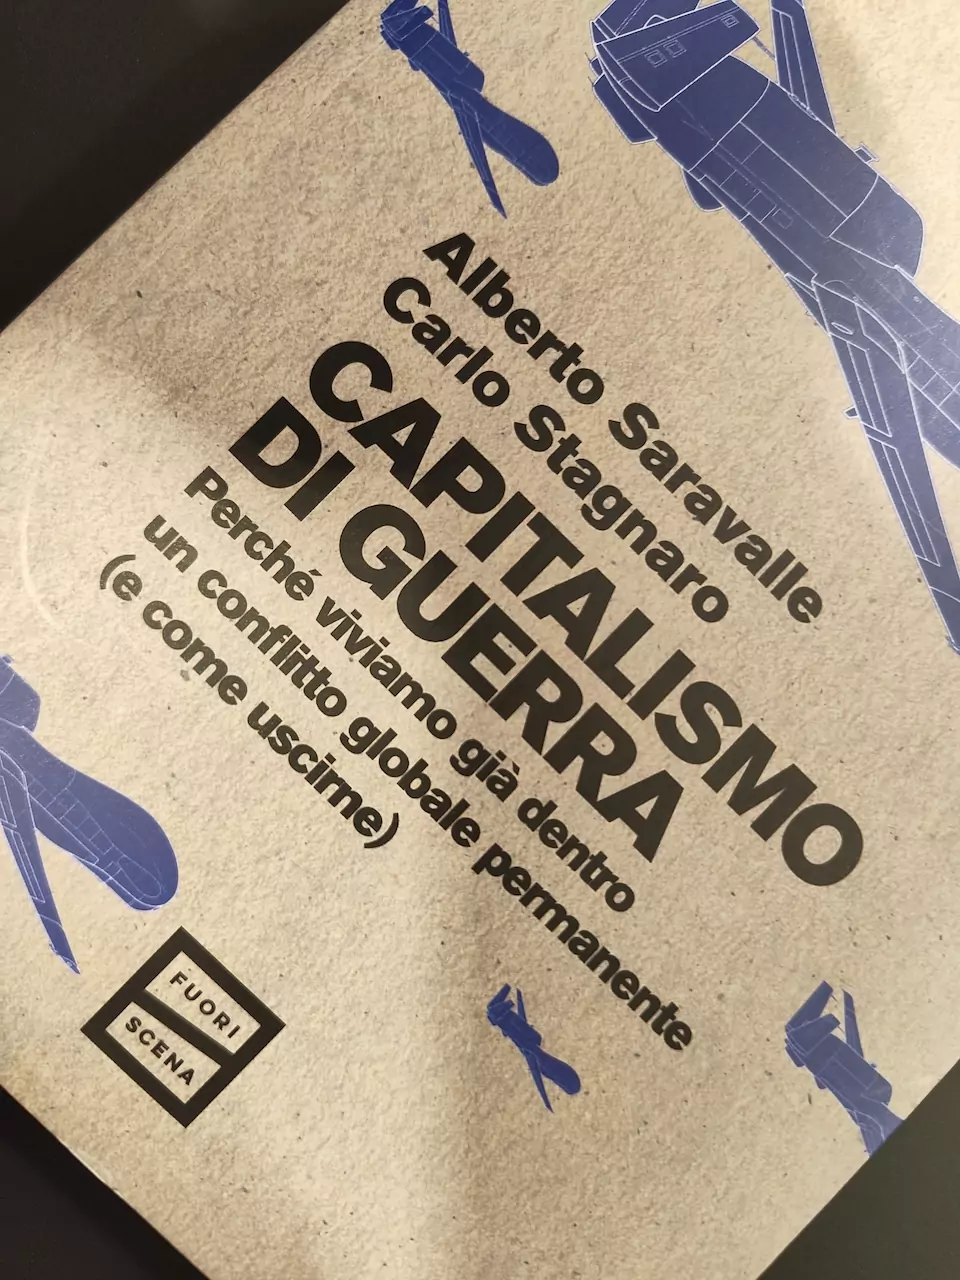 Alberto Saravalle
Carlo Stagnaro
CAPITALISMO
DI GUERRA
Perché viviamo già dentro
un conflitto globale permanente
(e come uscirne)
FUORI
SCENA